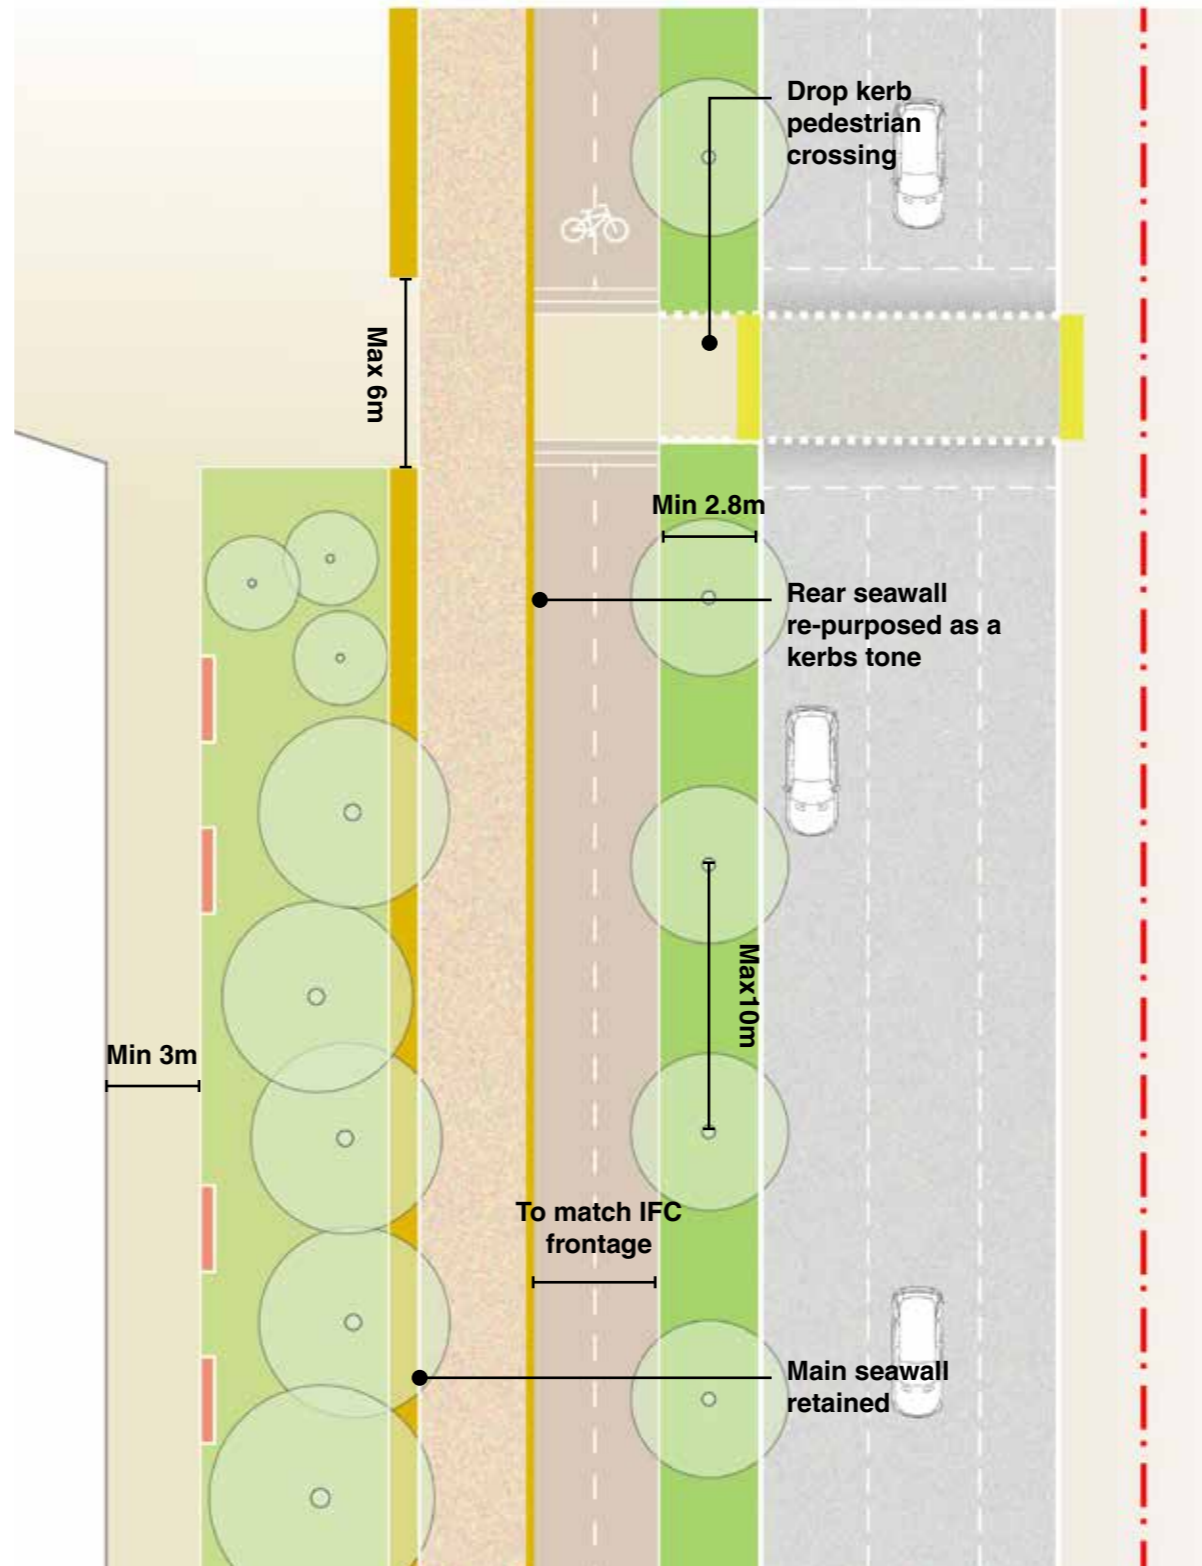 Drop kerb
pedestrian
crossing
Max 6m
Min 2.8m
Rear seawall
re-purposed as a
kerbs tone
Max10m
Min 3m
To match IFC
frontage
Main seawall
retained